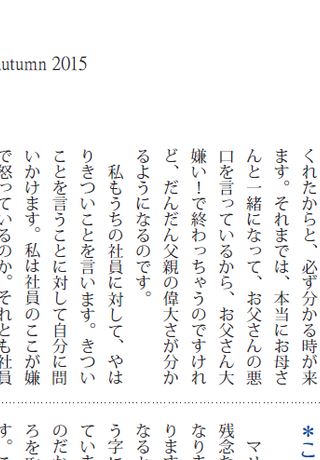 utumn 2015
くれたからと、必ず分かる時が来
ます。それまでは、本当にお母さ
んと一緒になって、お父さんの悪
口を言っているから、お父さん大
嫌い！で終わっちゃうのですけれ
ど、だんだん父親の偉大さが分か
るようになるのです。
私もうちの社員に対して、やは
りきついことを言います。きつい
ことを言うことに対して自分に問
いかけます。私は社員のここが嫌
で怒っているのか。それとも社員
＊こ
マリ
残念な
なりま
ります
なると
う字に
ていま
のだか
ろを
す。こ